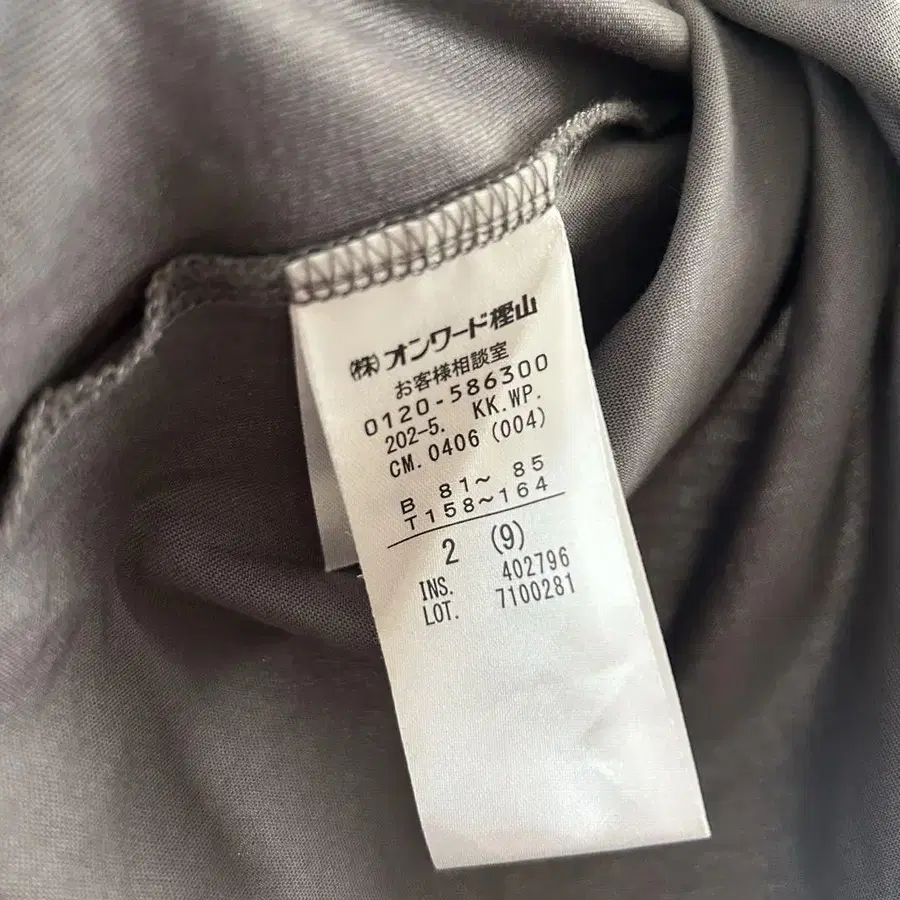 ㈱オンワード樫山
お客様相談室
0120-586300
202-5. KK.WP.
CM.0406(004)
B 81～ 85
T158～164
2 (9)
INS. 402796
LOT. 7100281